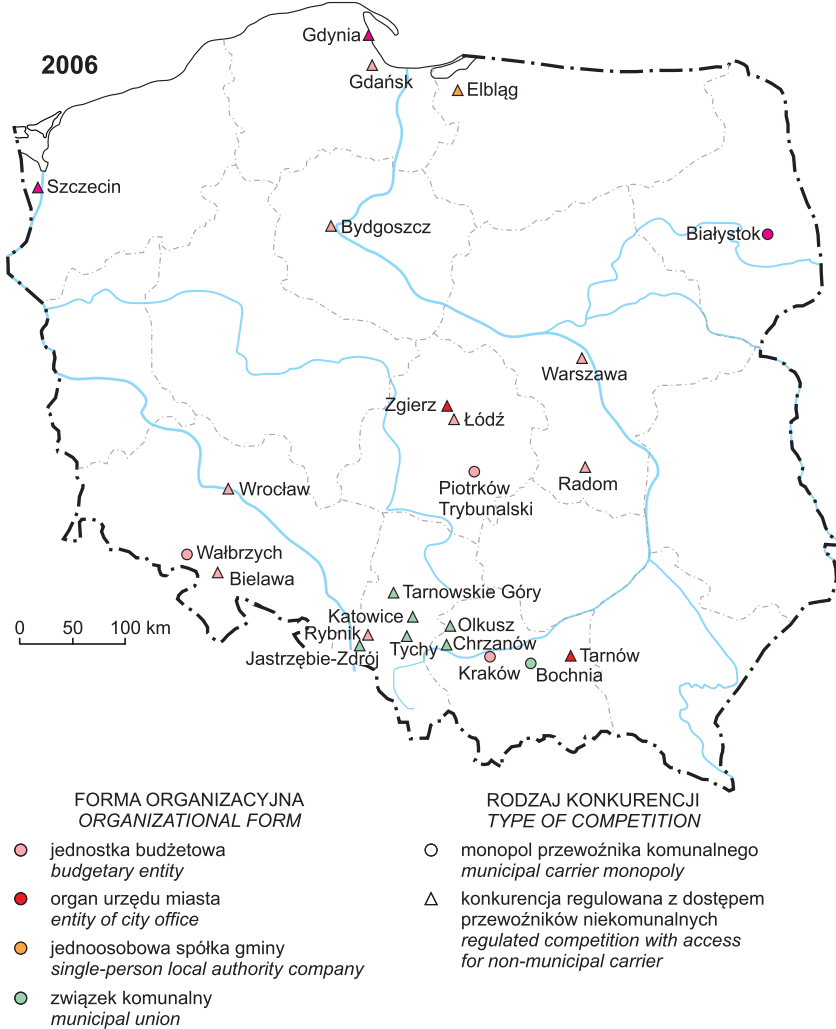 2006
Gdynia
Gdańsk
Elbląg
Szczecin
Bydgoszcz
Białystok
Warszawa
Zgierz
Łódź
Piotrków
Trybunalski
Radom
Wrocław
Wałbrzych
Bielawa
Tarnowskie Góry
Katowice
Olkusz
Rybnik
Tychy
Chrzanów
Jastrzębie-Zdrój
Kraków
Bochnia
Tarnów
0 50 100 km
FORMA ORGANIZACYJNA
ORGANIZATIONAL FORM
jednostka budżetowa
budgetary entity
organ urzędu miasta
entity of city office
jednoosobowa spółka gminy
single-person local authority company
związek komunalny
municipal union
RODZAJ KONKURENCJI
TYPE OF COMPETITION
monopol przewoźnika komunalnego
municipal carrier monopoly
konkurencja regulowana z dostępem
przewoźników niekomunalnych
regulated competition with access
for non-municipal carrier